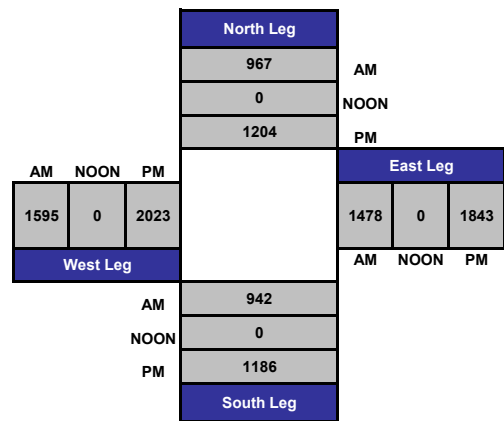 North Leg
967 AM
0 NOON
1204 PM
AM NOON PM
East Leg
1595 0 2023
1478 0 1843
West Leg
AM NOON PM
AM 942
NOON 0
PM 1186
South Leg